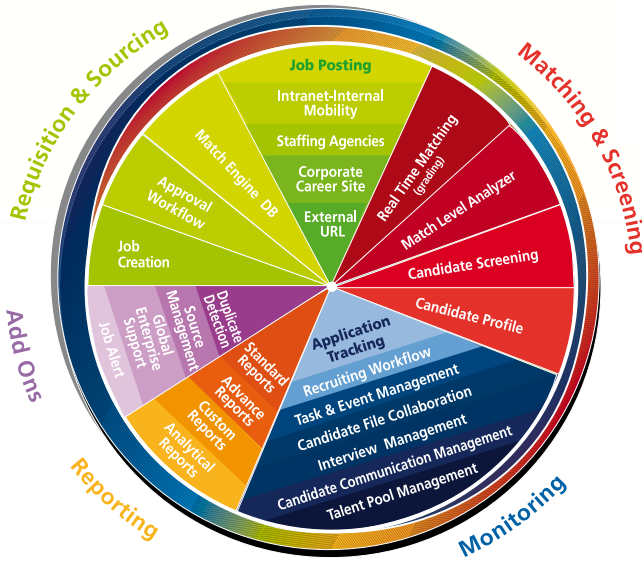 Requisition & Sourcing
Job Posting
Intranet-Internal
Mobility
Staffing Agencies
Corporate
Career Site
External
URL
Match Engine DB
Approval
Workflow
Job
Creation
Matching & Screening
Real Time Matching
(grading)
Match Level Analyzer
Candidate Screening
Candidate Profile
Add Ons
Duplicate
Detection
Source
Management
Global
Enterprise
Support
Job Alert
Reporting
Standard
Reports
Advance
Reports
Custom
Reports
Analytical
Reports
Monitoring
Application
Tracking
Recruiting Workflow
Task & Event Management
Candidate File Collaboration
Interview Management
Candidate Communication Management
Talent Pool Management